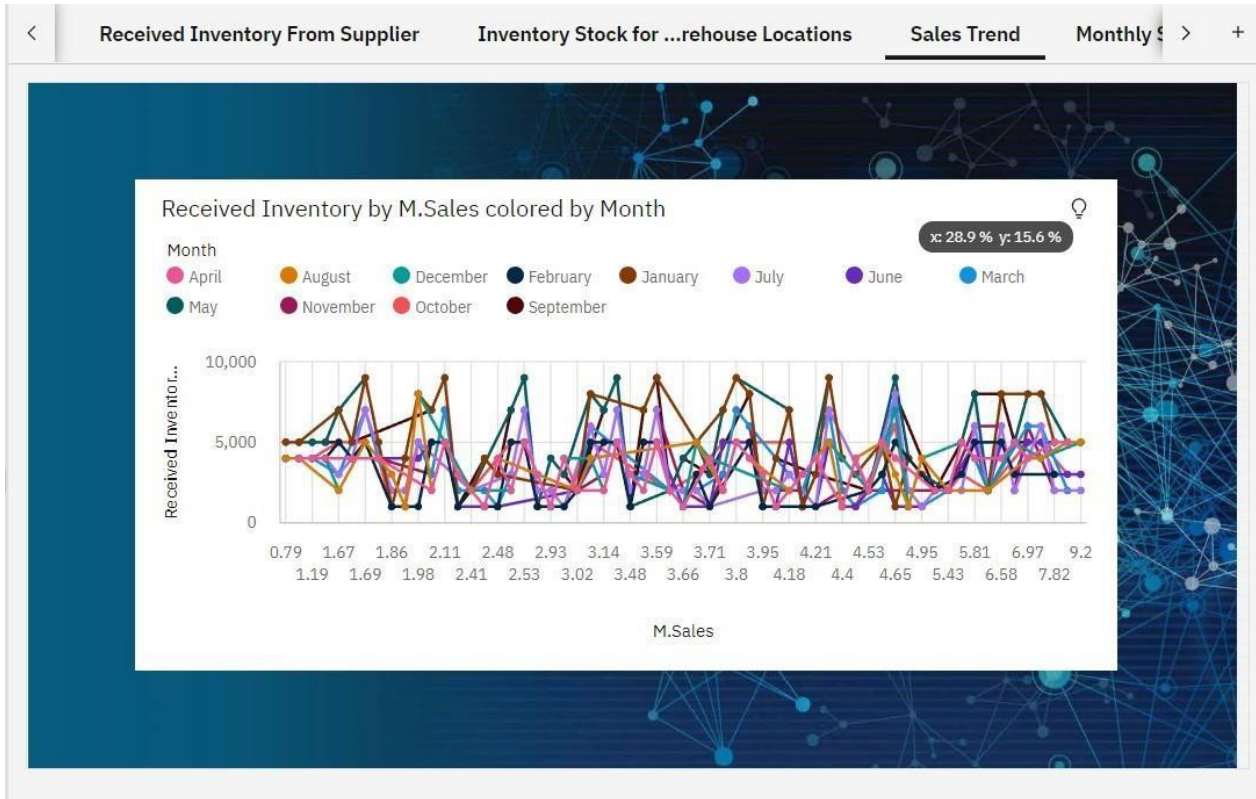 Received Inventory From Supplier Inventory Stock for ...rehouse Locations Sales Trend Monthly
Received Inventory by M.Sales colored by Month
x: 28.9 % y: 15.6 %
Month
April August December February January July June March
May November October September
Received Inventor...
10,000
5,000
0
0.79 1.67 1.86 2.11 2.48 2.93 3.14 3.59 3.71 3.95 4.21 4.53 4.95 5.81 6.97 9.2
1.19 1.69 1.98 2.41 2.53 3.02 3.48 3.66 3.8 4.18 4.4 4.65 5.43 6.58 7.82
M.Sales